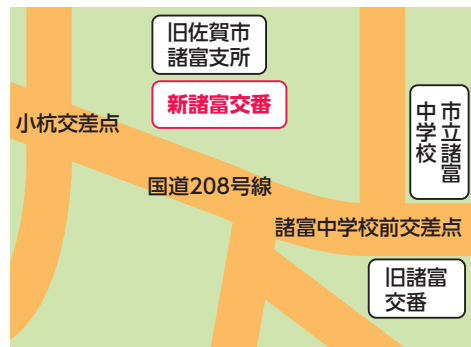 旧佐賀市
諸富支所
新諸富交番
小杭交差点
市立諸富
中学校
国道208号線
諸富中学校前交差点
旧諸富
交番